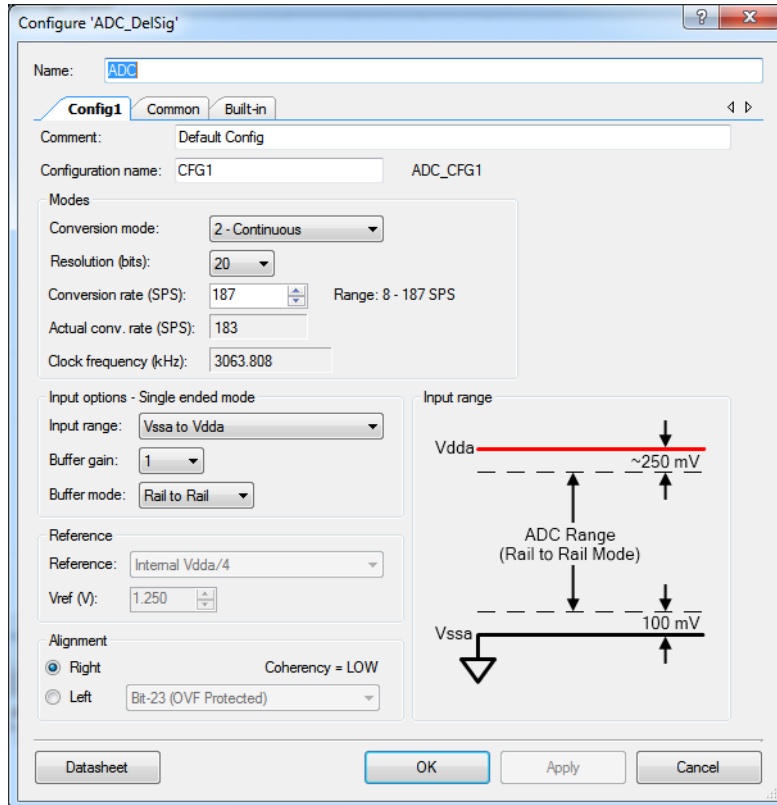 Configure 'ADC_DelSig'
Name: ADC
Config1 Common Built-in
Comment: Default Config
Configuration name: CFG1 ADC_CFG1
Modes
Conversion mode: 2 - Continuous
Resolution (bits): 20
Conversion rate (SPS): 187 Range: 8 - 187 SPS
Actual conv. rate (SPS): 183
Clock frequency (kHz): 3063.808
Input options - Single ended mode
Input range: Vssa to Vdda
Buffer gain: 1
Buffer mode: Rail to Rail
Reference
Reference: Internal Vdda/4
Vref (V): 1.250
Alignment
Right Coherency = LOW
Left Bit-23 (OVF Protected)
Input range
Vdda
~250 mV
ADC Range
(Rail to Rail Mode)
100 mV
Vssa
Datasheet OK Apply Cancel